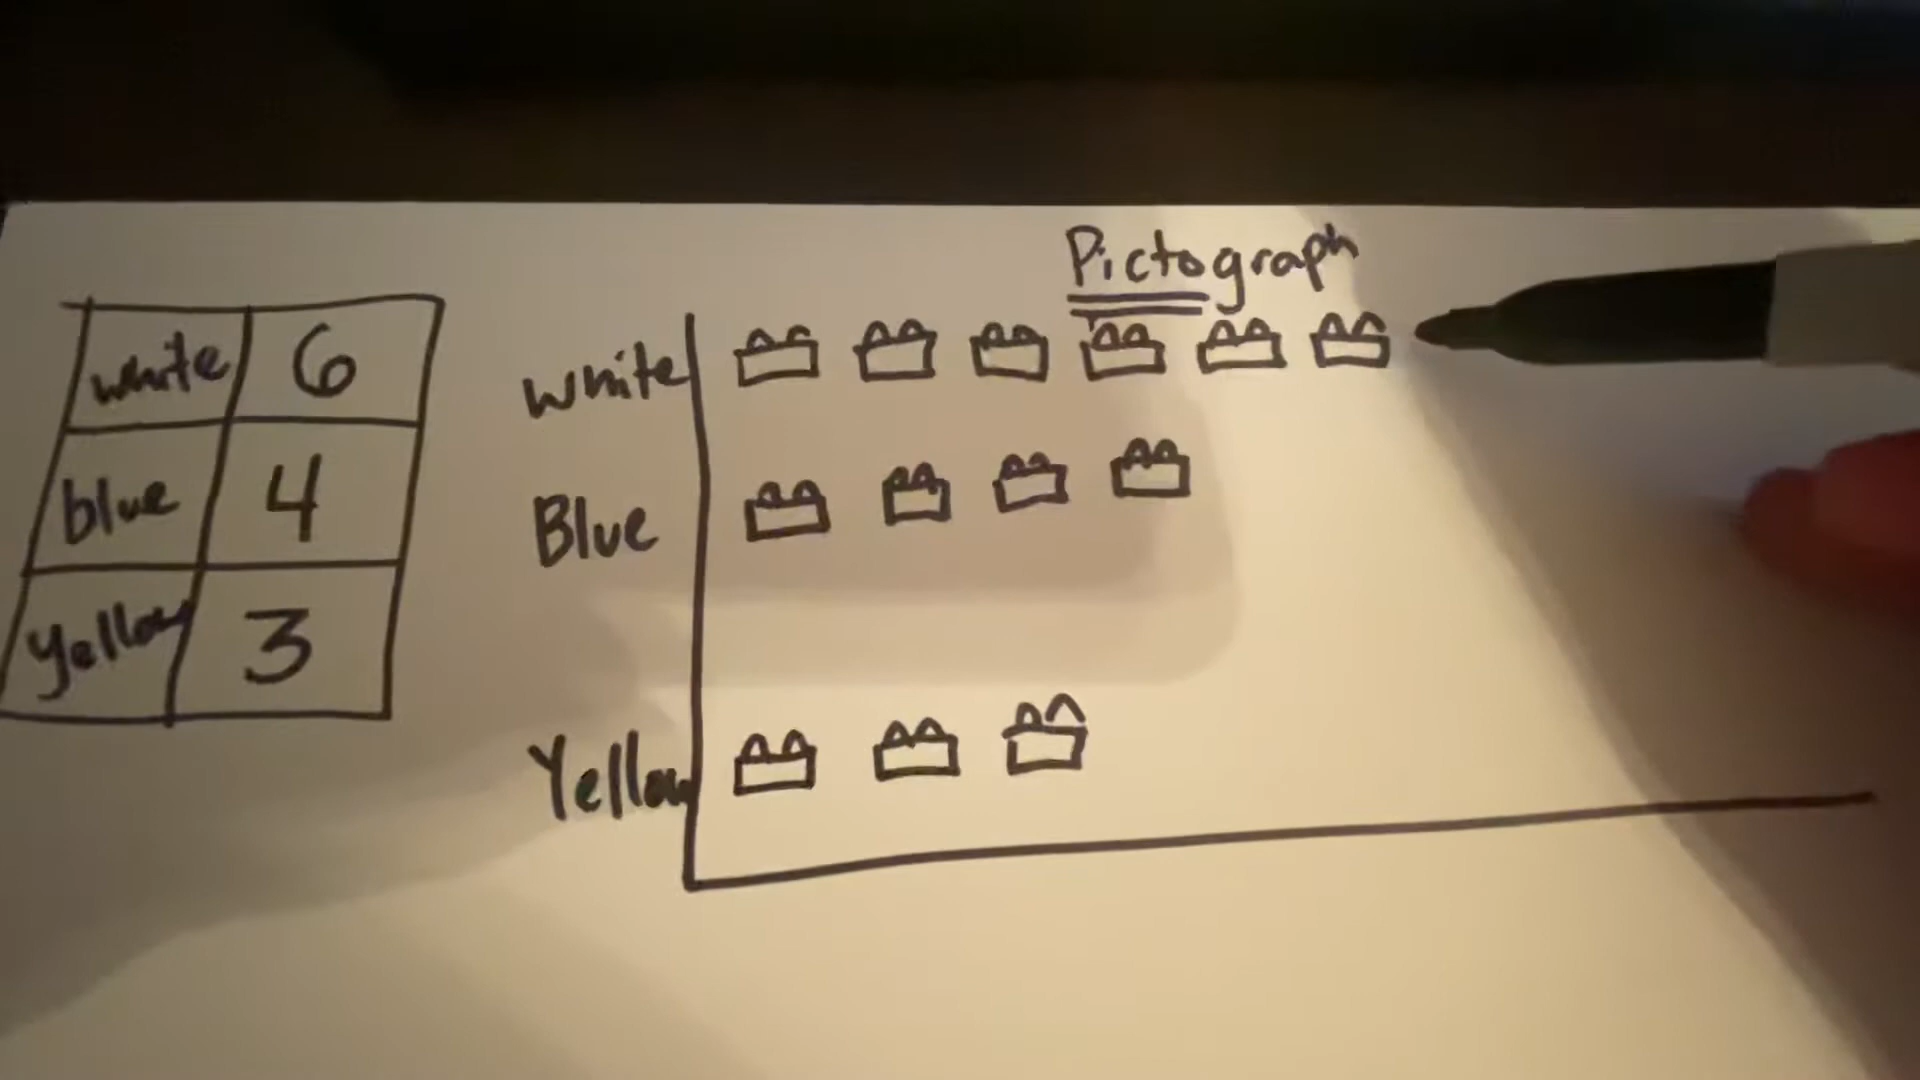 Pictograph
white 6
blue 4
yellow 3
white
Blue
Yellow